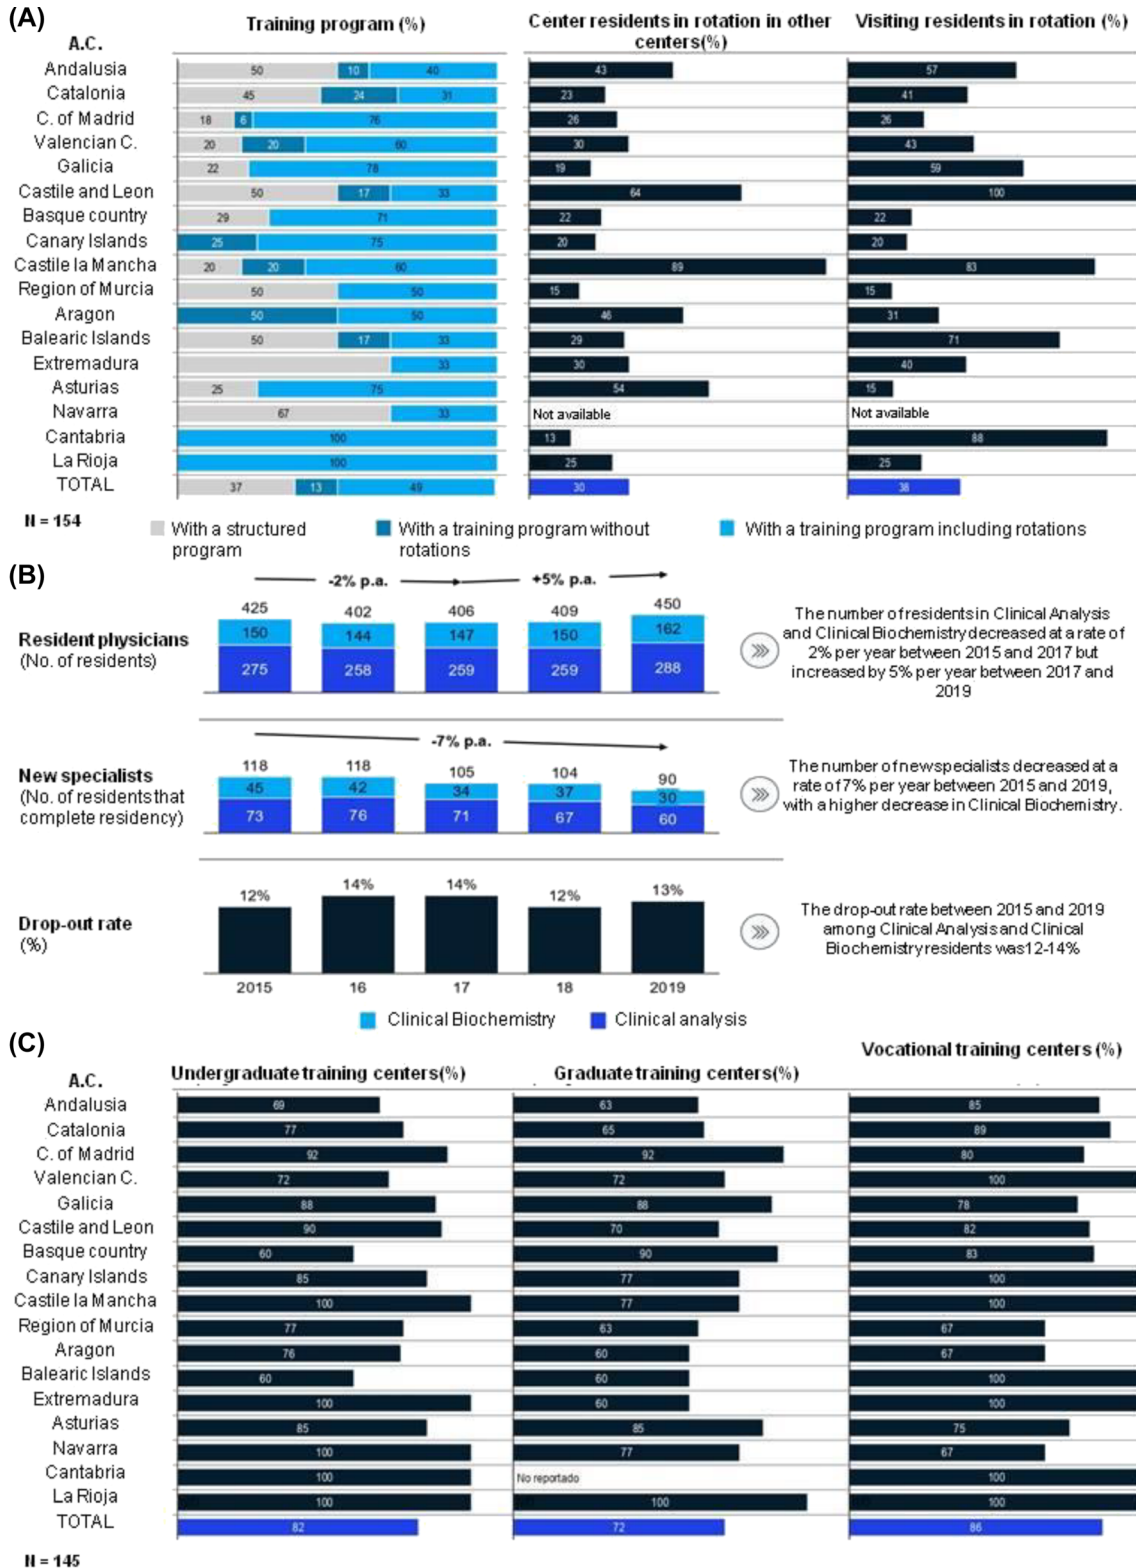 (A)
Training program (%)
Center residents in rotation in other
centers(%)
Visiting residents in rotation (%)
A.C.
Andalusia 50 10 40 43 57
Catalonia 45 24 31 23 41
C. of Madrid 18 6 76 26 26
Valencian C. 20 20 60 30 43
Galicia 22 78 19 59
Castile and Leon 50 17 33 64 100
Basque country 29 71 22 22
Canary Islands 25 75 20 20
Castile la Mancha 20 20 60 89 83
Region of Murcia 50 50 15 15
Aragon 50 50 46 31
Balearic Islands 50 17 33 29 71
Extremadura 33 30 40
Asturias 25 75 54 15
Navarra 67 33 Not available Not available
Cantabria 100 13 88
La Rioja 100 25 25
TOTAL 37 13 49 30 38
N = 154
With a structured
program
With a training program without
rotations
With a training program including rotations
(B)
-2% p.a. +5% p.a.
425 402 406 409 450
150 144 147 150 162
275 258 259 259 288
Resident physicians
(No. of residents)
The number of residents in Clinical Analysis
and Clinical Biochemistry decreased at a rate of
2% per year between 2015 and 2017 but
increased by 5% per year between 2017 and
2019
-7% p.a.
118 118 105 104 90
45 42 34 37 30
73 76 71 67 60
New specialists
(No. of residents that
complete residency)
The number of new specialists decreased at a
rate of 7% per year between 2015 and 2019,
with a higher decrease in Clinical Biochemistry.
12% 14% 14% 12% 13%
Drop-out rate
(%)
The drop-out rate between 2015 and 2019
among Clinical Analysis and Clinical
Biochemistry residents was 12-14%
2015 16 17 18 2019
Clinical Biochemistry Clinical analysis
(C)
Vocational training centers (%)
Undergraduate training centers(%)
Graduate training centers(%)
A.C.
Andalusia 69 63 85
Catalonia 77 65 89
C. of Madrid 92 92 80
Valencian C. 72 72 100
Galicia 88 88 78
Castile and Leon 90 70 82
Basque country 60 90 83
Canary Islands 85 77 100
Castile la Mancha 100 77 100
Region of Murcia 77 63 67
Aragon 76 60 67
Balearic Islands 60 60 100
Extremadura 100 60 100
Asturias 85 85 75
Navarra 100 77 67
Cantabria 100 No reportado 100
La Rioja 100 100 100
TOTAL 82 72 86
N = 145